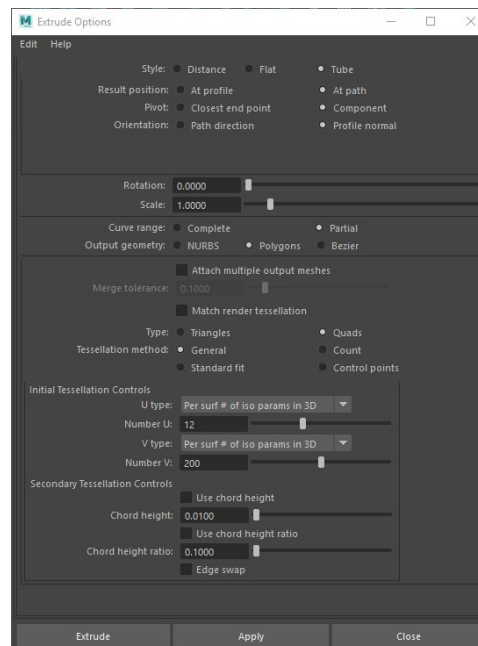 Extrude Options
Edit Help
Style: Distance Flat Tube
Result position: At profile At path
Pivot: Closest end point Component
Orientation: Path direction Profile normal
Rotation: 0.0000
Scale: 1.0000
Curve range: Complete Partial
Output geometry: NURBS Polygons Bezier
Attach multiple output meshes
Merge tolerance: 0.1000
Match render tessellation
Type: Triangles Quads
Tessellation method: General Count
Standard fit Control points
Initial Tessellation Controls
U type: Per surf # of iso params in 3D
Number U: 12
V type: Per surf # of iso params in 3D
Number V: 200
Secondary Tessellation Controls
Use chord height
Chord height: 0.0100
Use chord height ratio
Chord height ratio: 0.1000
Edge swap
Extrude Apply Close